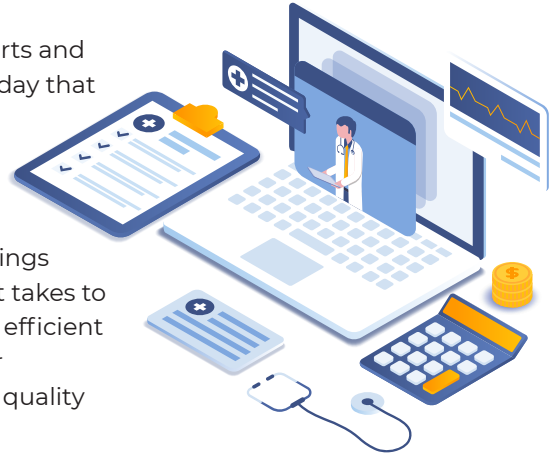 rts and
day that
ings
t takes to
efficient
quality
$